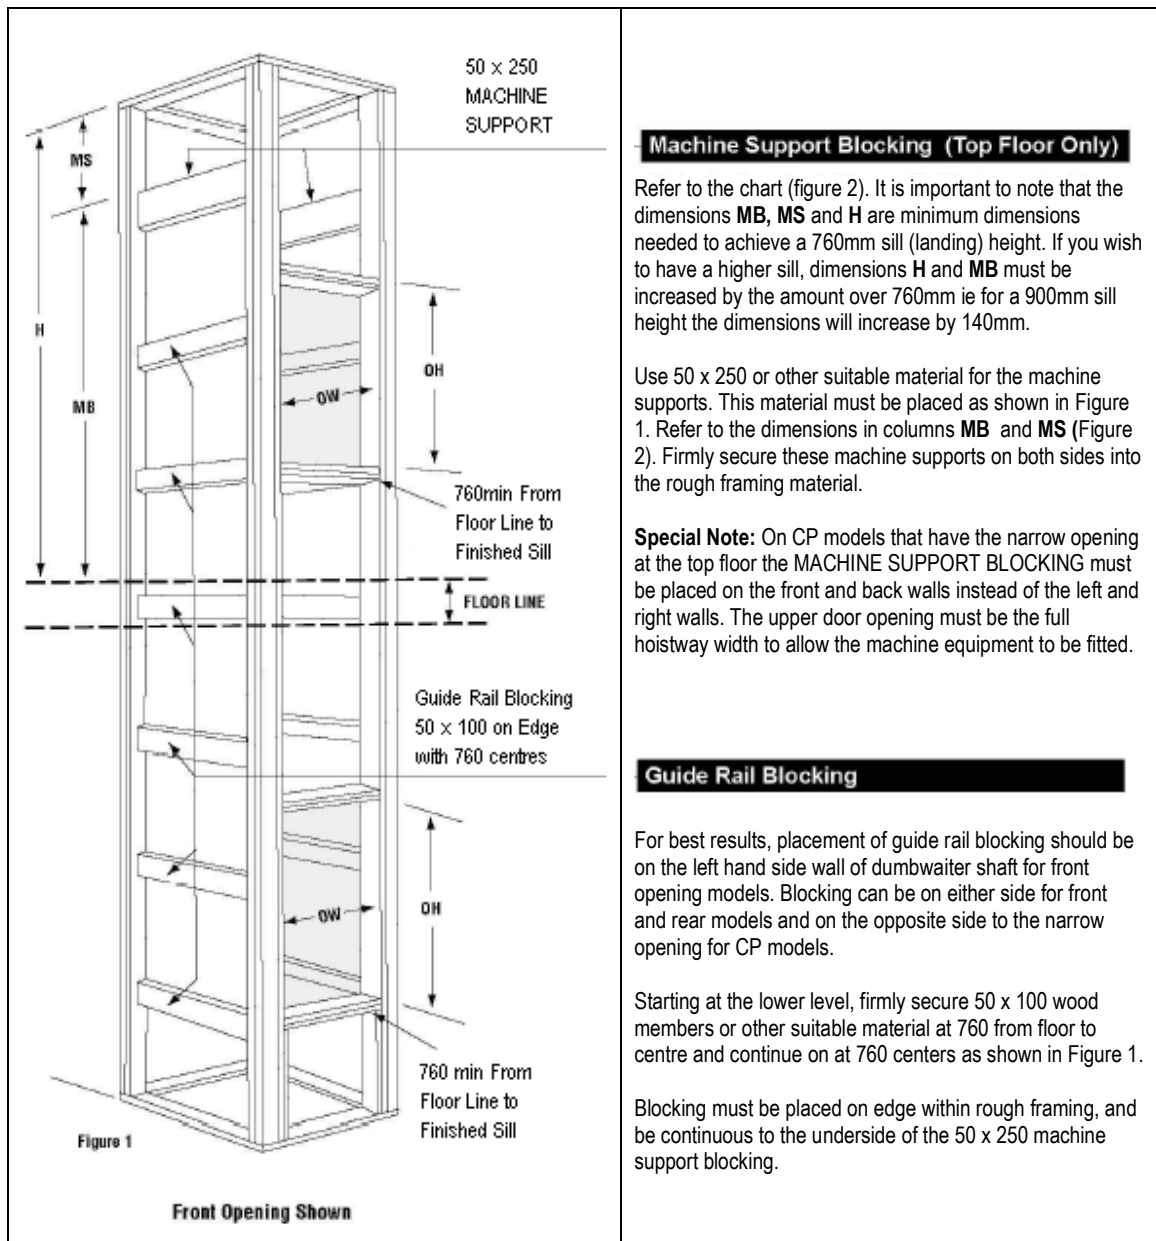 50 x 250
MACHINE
SUPPORT
MS
H
MB
OH
OW
760min From
Floor Line to
Finished Sill
FLOOR LINE
Guide Rail Blocking
50 x 100 on Edge
with 760 centres
OW
OH
760 min From
Floor Line to
Finished Sill
Figure 1
Front Opening Shown
Machine Support Blocking (Top Floor Only)
Refer to the chart (figure 2). It is important to note that the
dimensions MB, MS and H are minimum dimensions
needed to achieve a 760mm sill (landing) height. If you wish
to have a higher sill, dimensions H and MB must be
increased by the amount over 760mm ie for a 900mm sill
height the dimensions will increase by 140mm.
Use 50 x 250 or other suitable material for the machine
supports. This material must be placed as shown in Figure
1. Refer to the dimensions in columns MB and MS (Figure
2). Firmly secure these machine supports on both sides into
the rough framing material.
Special Note: On CP models that have the narrow opening
at the top floor the MACHINE SUPPORT BLOCKING must
be placed on the front and back walls instead of the left and
right walls. The upper door opening must be the full
hoistway width to allow the machine equipment to be fitted.
Guide Rail Blocking
For best results, placement of guide rail blocking should be
on the left hand side wall of dumbwaiter shaft for front
opening models. Blocking can be on either side for front
and rear models and on the opposite side to the narrow
opening for CP models.
Starting at the lower level, firmly secure 50 x 100 wood
members or other suitable material at 760 from floor to
centre and continue on at 760 centers as shown in Figure 1.
Blocking must be placed on edge within rough framing, and
be continuous to the underside of the 50 x 250 machine
support blocking.